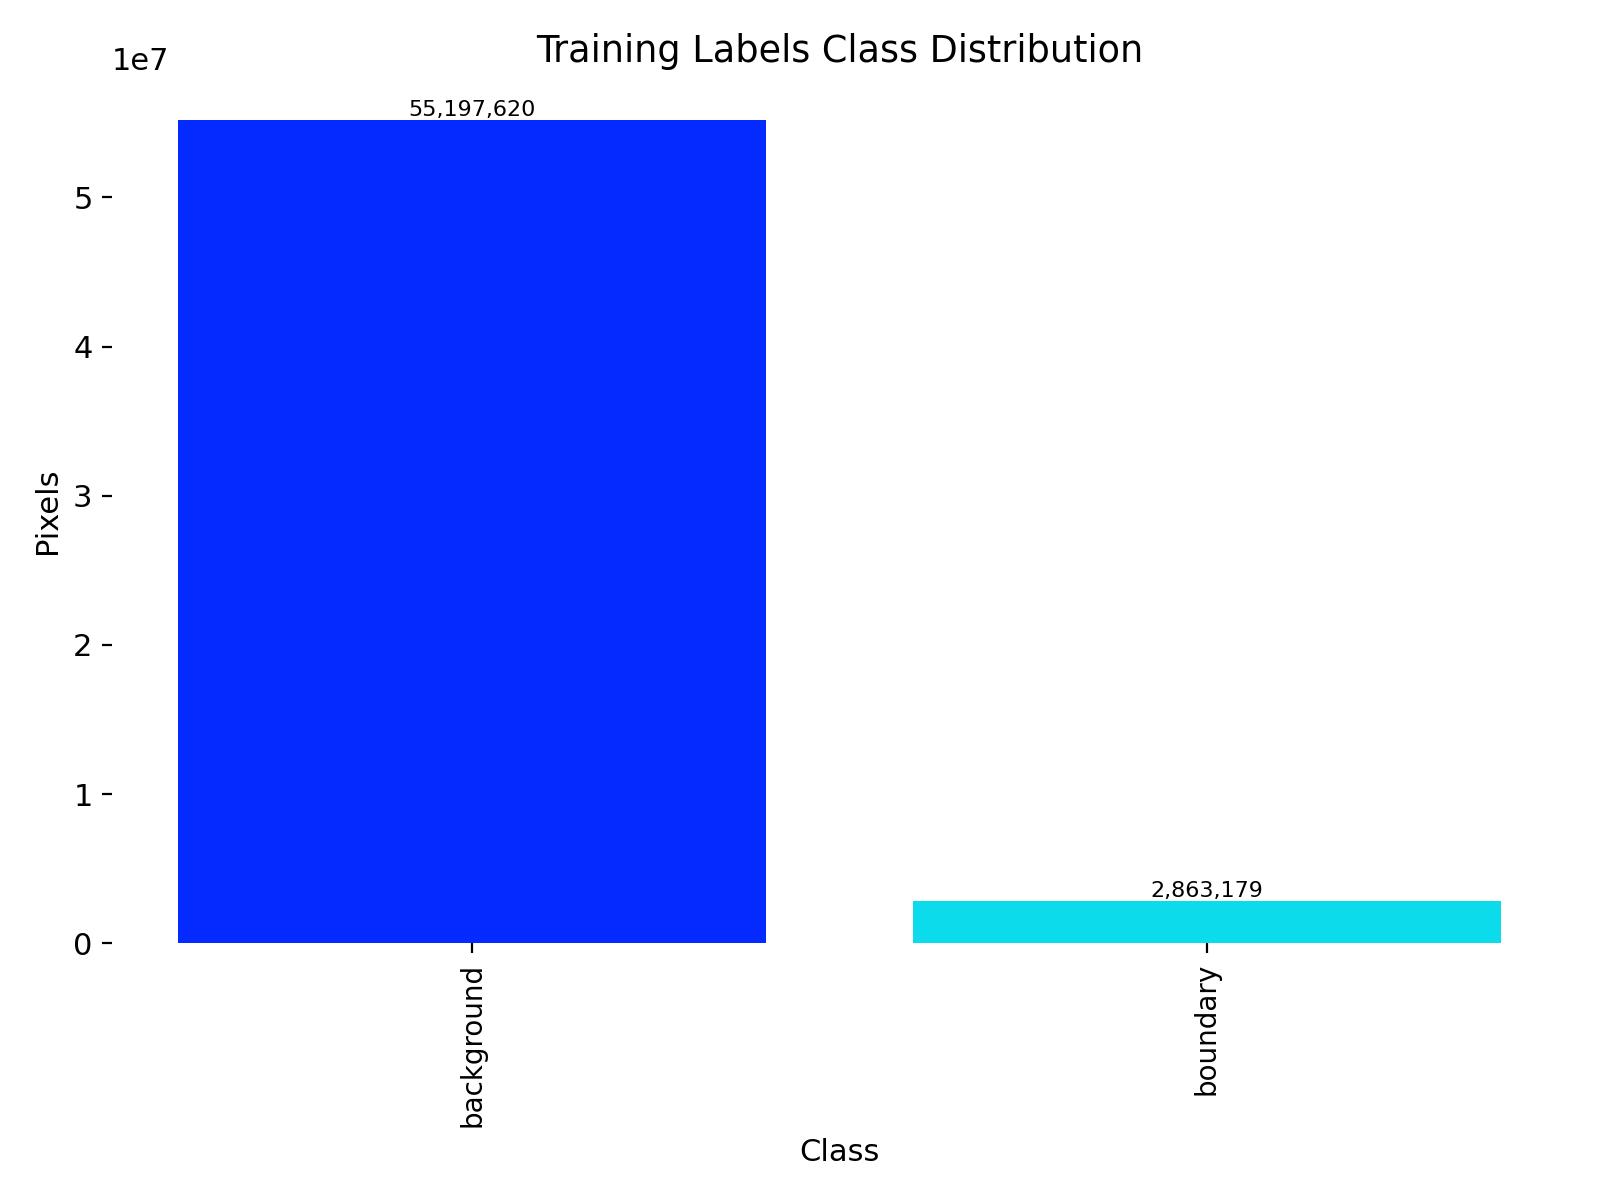 Training Labels Class Distribution
1e7
55,197,620
5
4
3
2
1
0
Pixels
2,863,179
background
boundary
Class